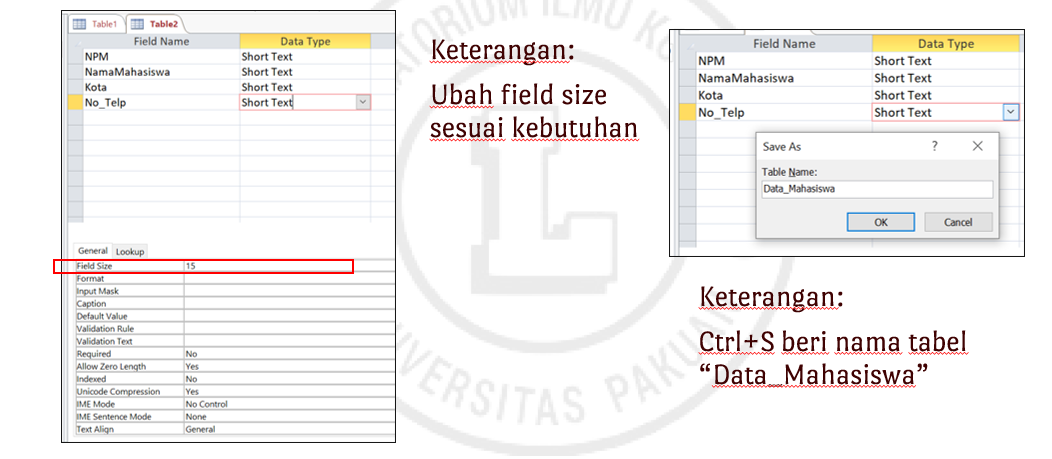 Table1 Table2
Field Name Data Type
NPM Short Text
NamaMahasiswa Short Text
Kota Short Text
No_Telp Short Text
General Lookup
Field Size 15
Format
Input Mask
Caption
Default Value
Validation Rule
Validation Text
Required No
Allow Zero Length Yes
Indexed No
Unicode Compression Yes
IME Mode No Control
IME Sentence Mode None
Text Align General
Keterangan:
Ubah field size
sesuai kebutuhan
Field Name Data Type
NPM Short Text
NamaMahasiswa Short Text
Kota Short Text
No_Telp Short Text
Save As ? ×
Table Name:
Data_Mahasiswa
OK Cancel
Keterangan:
Ctrl+S beri nama tabel
“Data_Mahasiswa”